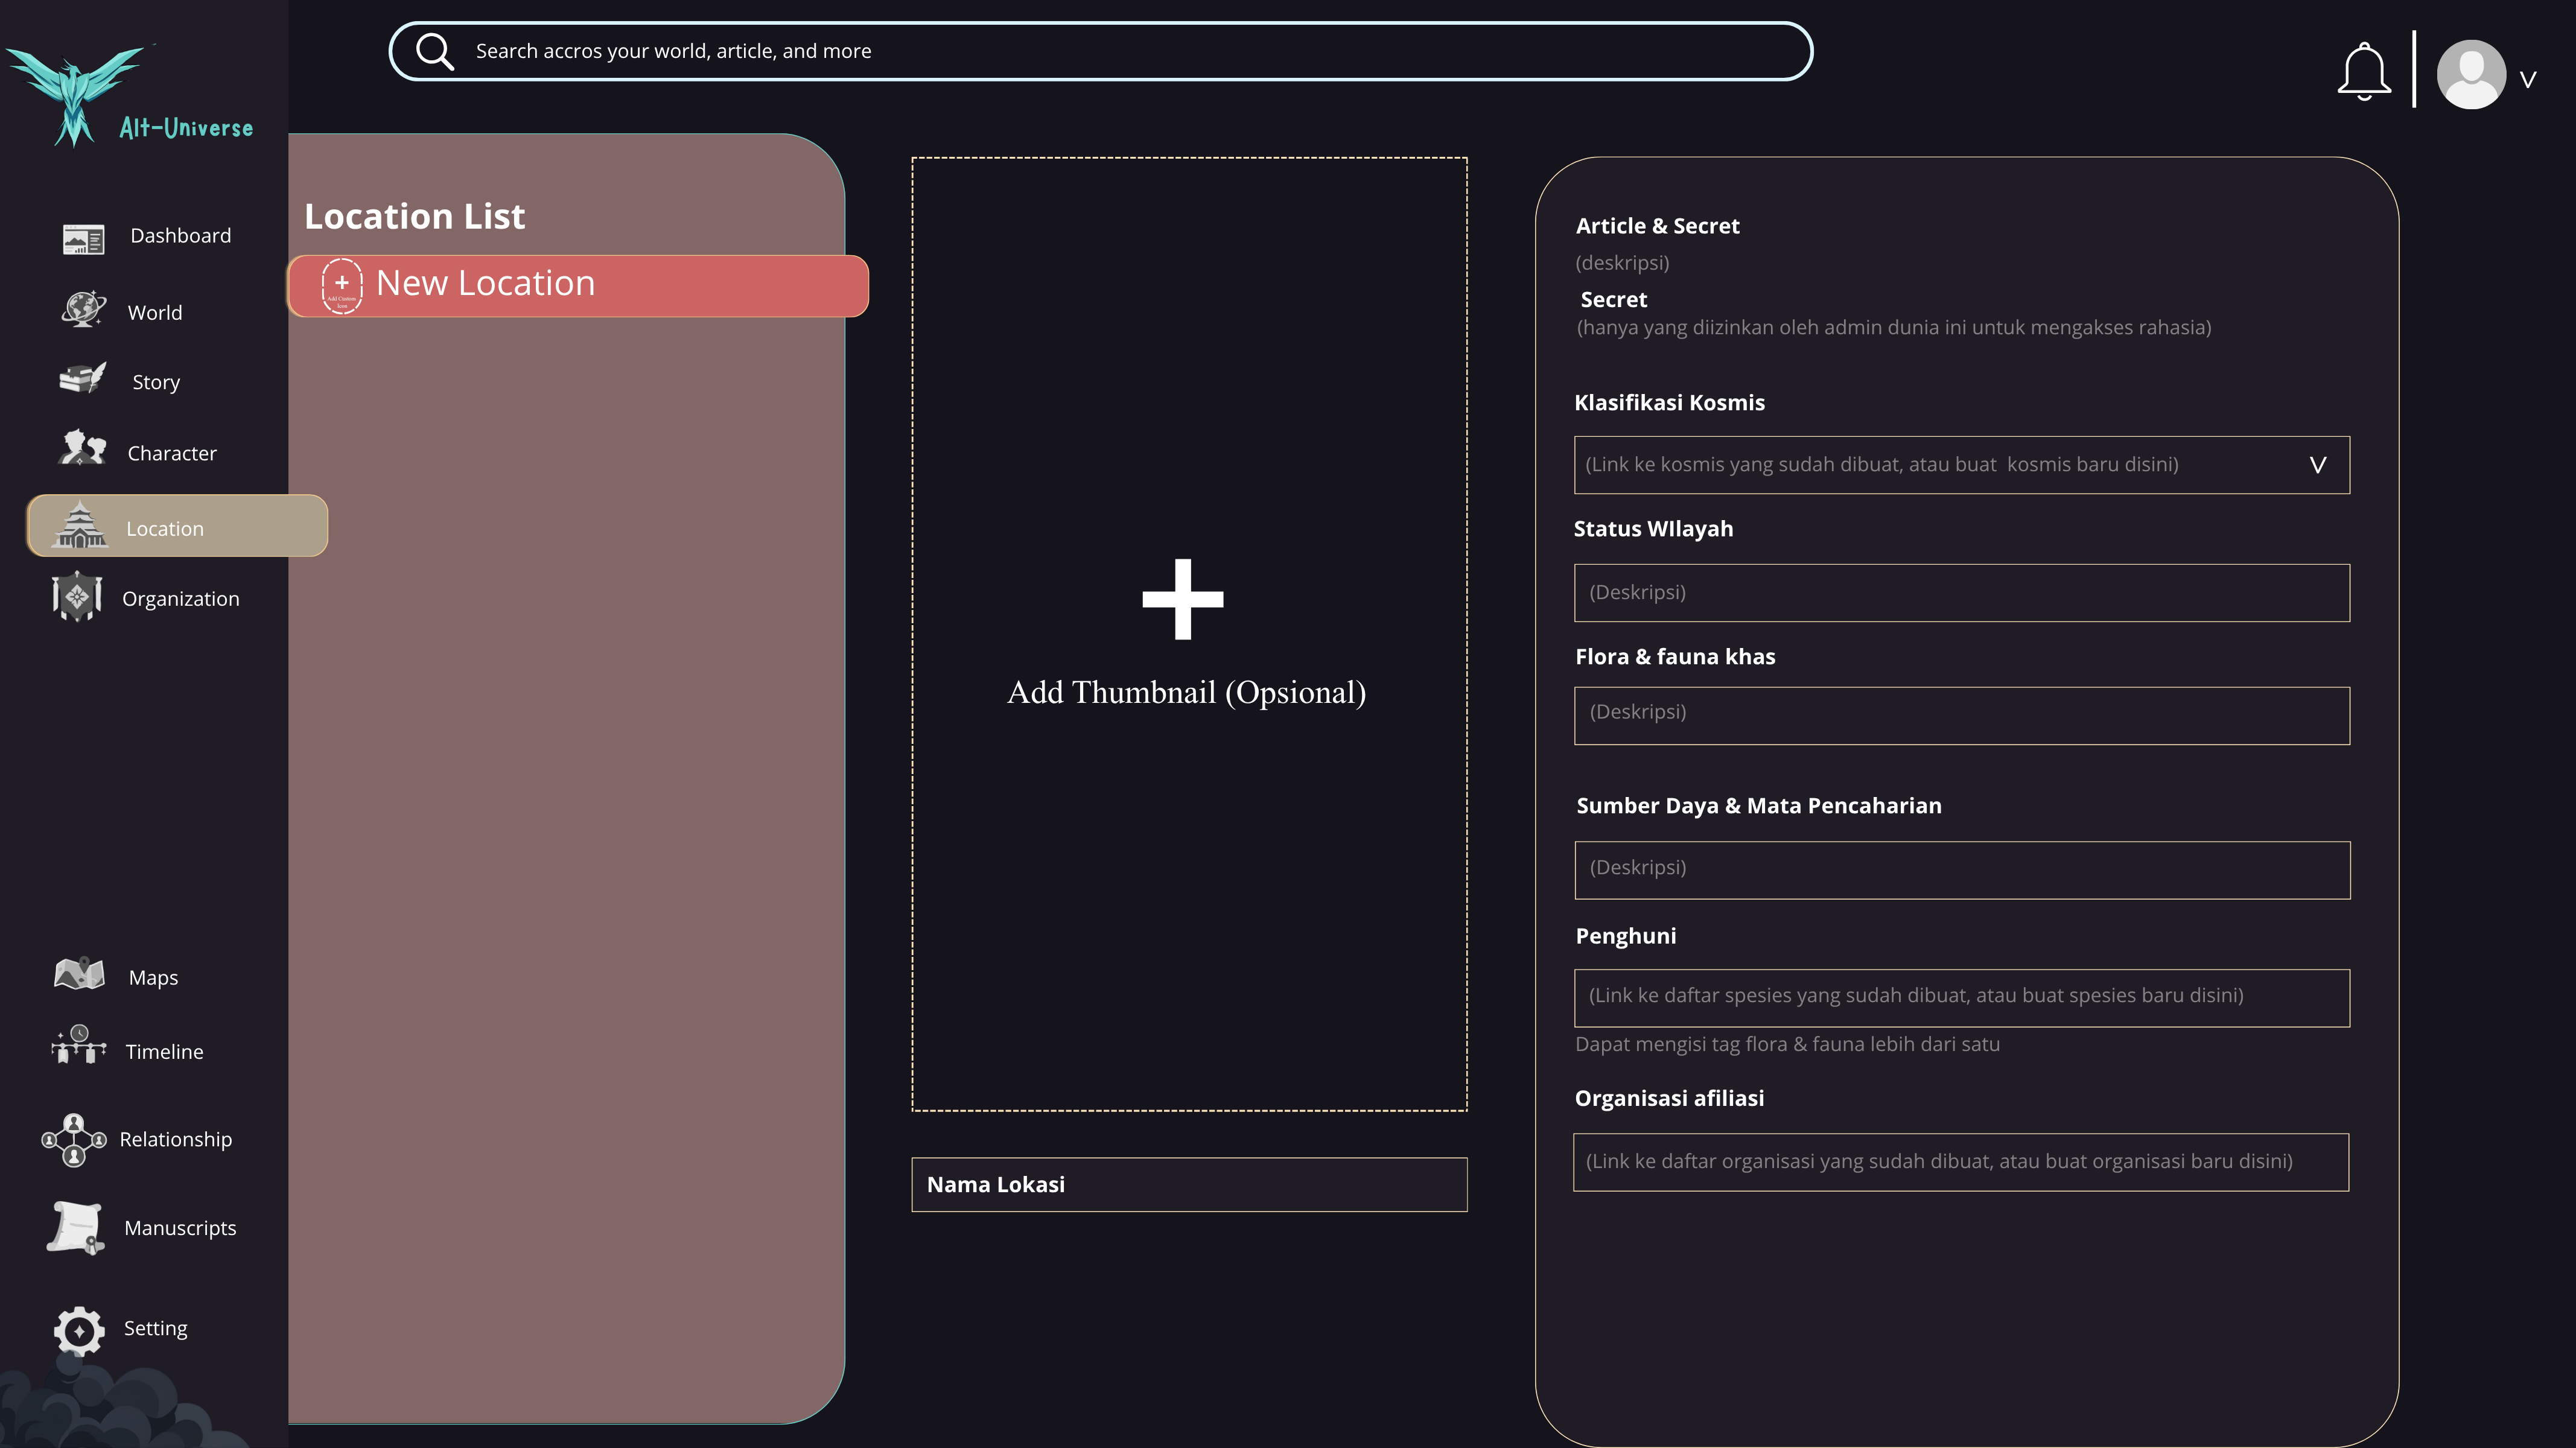 Search accros your world, article, and more
V
Alt-Universe
Dashboard
World
Story
Character
Location
Organization
Maps
Timeline
Relationship
Manuscripts
Setting
Location List
+
Add Custom
Icon
New Location
+
Add Thumbnail (Opsional)
Nama Lokasi
Article & Secret
(deskripsi)
Secret
(hanya yang diizinkan oleh admin dunia ini untuk mengakses rahasia)
Klasifikasi Kosmis
(Link ke kosmis yang sudah dibuat, atau buat  kosmis baru disini) V
Status WIlayah
(Deskripsi)
Flora & fauna khas
(Deskripsi)
Sumber Daya & Mata Pencaharian
(Deskripsi)
Penghuni
(Link ke daftar spesies yang sudah dibuat, atau buat spesies baru disini)
Dapat mengisi tag flora & fauna lebih dari satu
Organisasi afiliasi
(Link ke daftar organisasi yang sudah dibuat, atau buat organisasi baru disini)